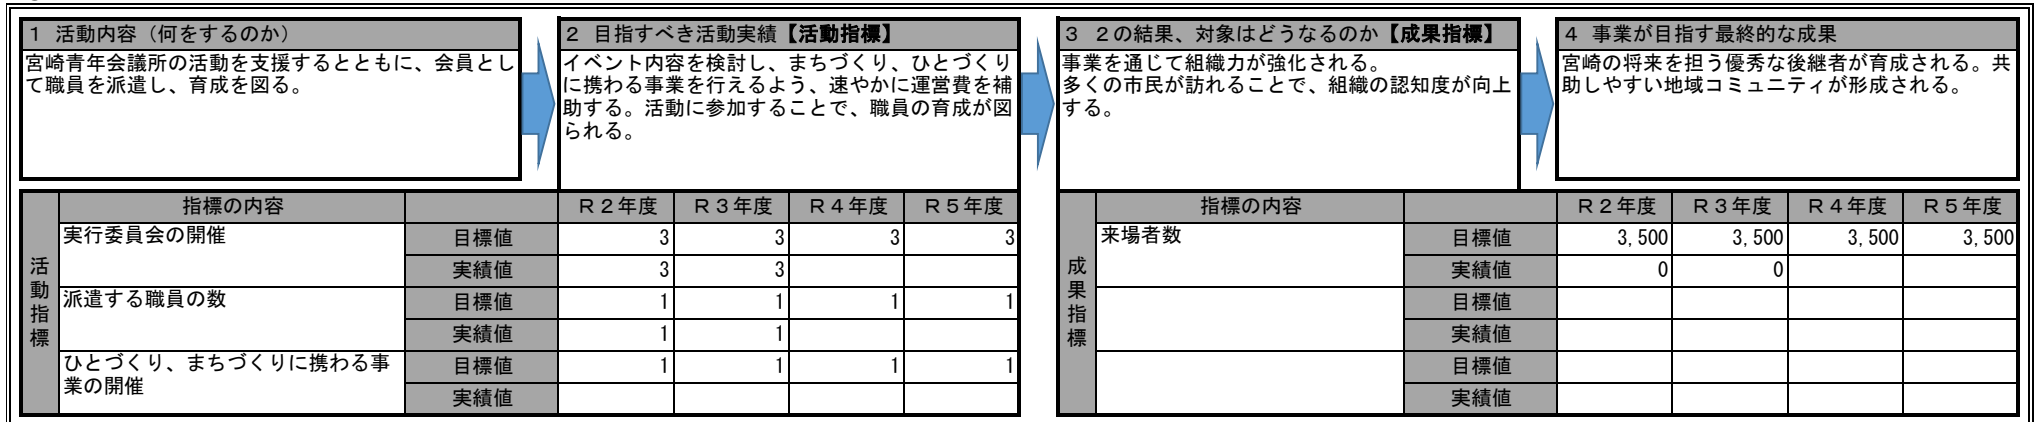 1 活動内容（何をするのか）
宮崎青年会議所の活動を支援するとともに、会員とし
て職員を派遣し、育成を図る。
2 目指すべき活動実績【活動指標】
イベント内容を検討し、まちづくり、ひとづくり
に携わる事業を行えるよう、速やかに運営費を補
助する。活動に参加することで、職員の育成が図
られる。
3 2の結果、対象はどうなるのか【成果指標】
事業を通じて組織力が強化される。
多くの市民が訪れることで、組織の認知度が向上
する。
4 事業が目指す最終的な成果
宮崎の将来を担う優秀な後継者が育成される。共
助しやすい地域コミュニティが形成される。
活動指標
指標の内容 R2年度 R3年度 R4年度 R5年度
実行委員会の開催 目標値 3 3 3 3
実績値 3 3
派遣する職員の数 目標値 1 1 1 1
実績値 1 1
ひとづくり、まちづくりに携わる事
業の開催 目標値 1 1 1 1
実績値
成果指標
指標の内容 R2年度 R3年度 R4年度 R5年度
来場者数 目標値 3,500 3,500 3,500 3,500
実績値 0 0
目標値
実績値
目標値
実績値